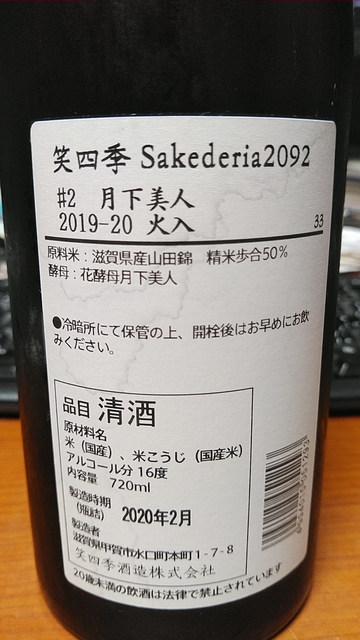 笑四季 Sakederia2092
#2 月下美人
2019-20 火入
33
原料米：滋賀県産山田錦 精米歩合50%
酵母：花酵母月下美人
●冷暗所にて保管の上、開栓後はお早めにお飲
みください。
品目 清酒
原材料名
米（国産）、米こうじ（国産米）
アルコール分 16度
内容量 720ml
製造時期
（瓶詰） 2020年2月
製造者
滋賀県甲賀市水口町本町1-7-8
笑四季酒造株式会社
20歳未満の飲酒は法律で禁止されています